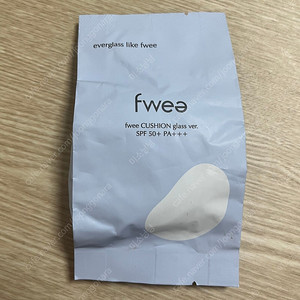 everglass like fwee
fwee
fwee CUSHION glass ver.
SPF 50+ PA+++